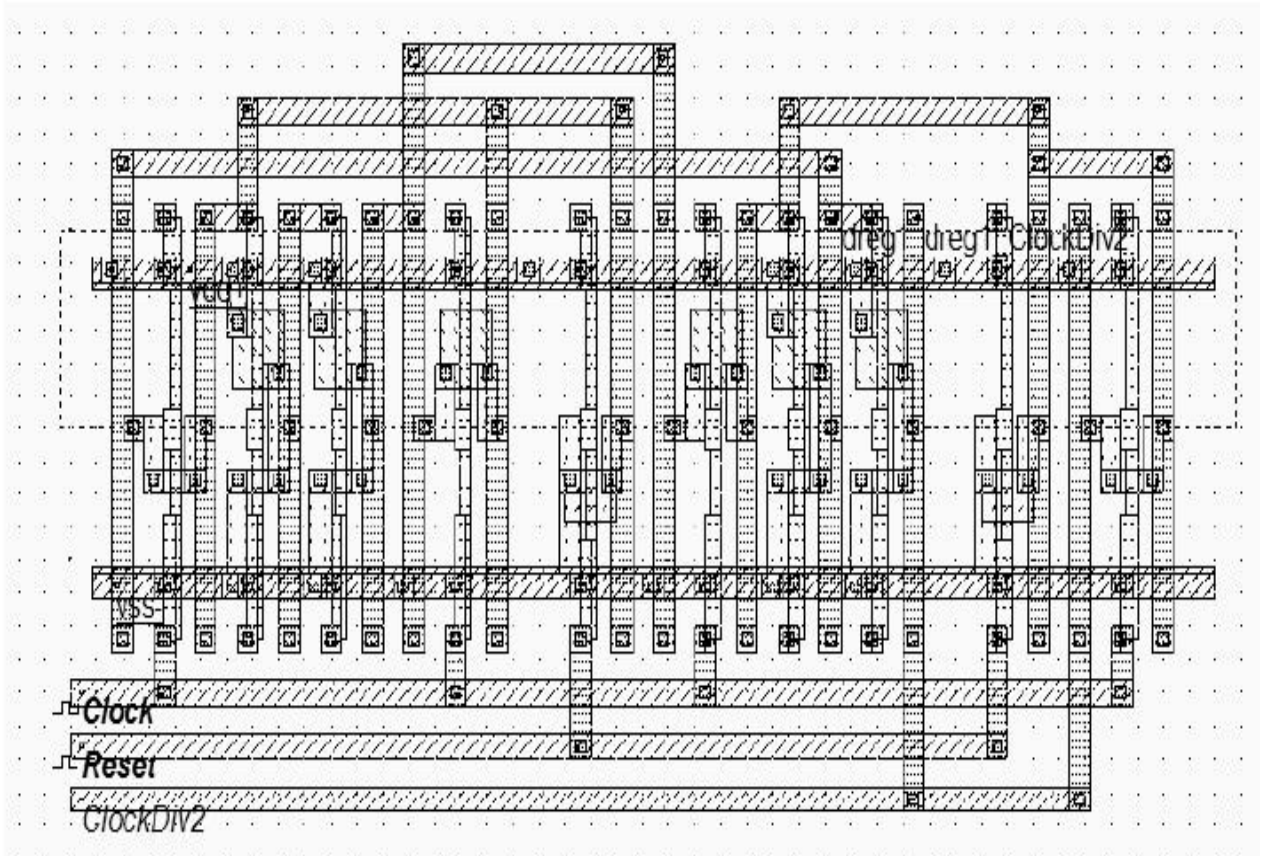 dreg1 dreg1 ClockDiv2
vdd+
vss-
Clock
Reset
ClockDiv2